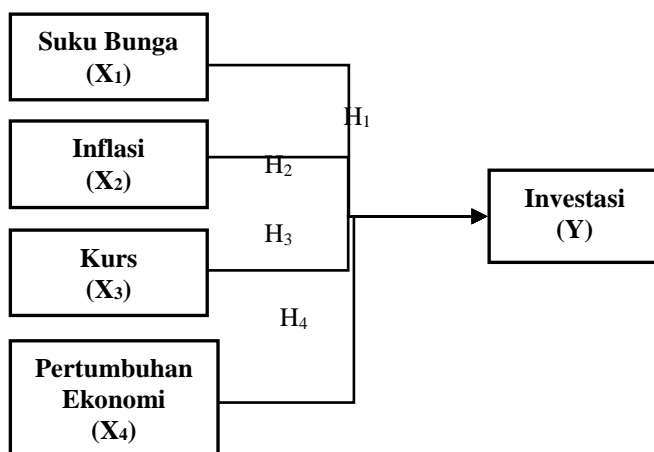 Suku Bunga
(X₁)
H₁
Inflasi
(X₂)
H₂
Investasi
(Y)
H₃
Kurs
(X₃)
H₄
Pertumbuhan
Ekonomi
(X₄)